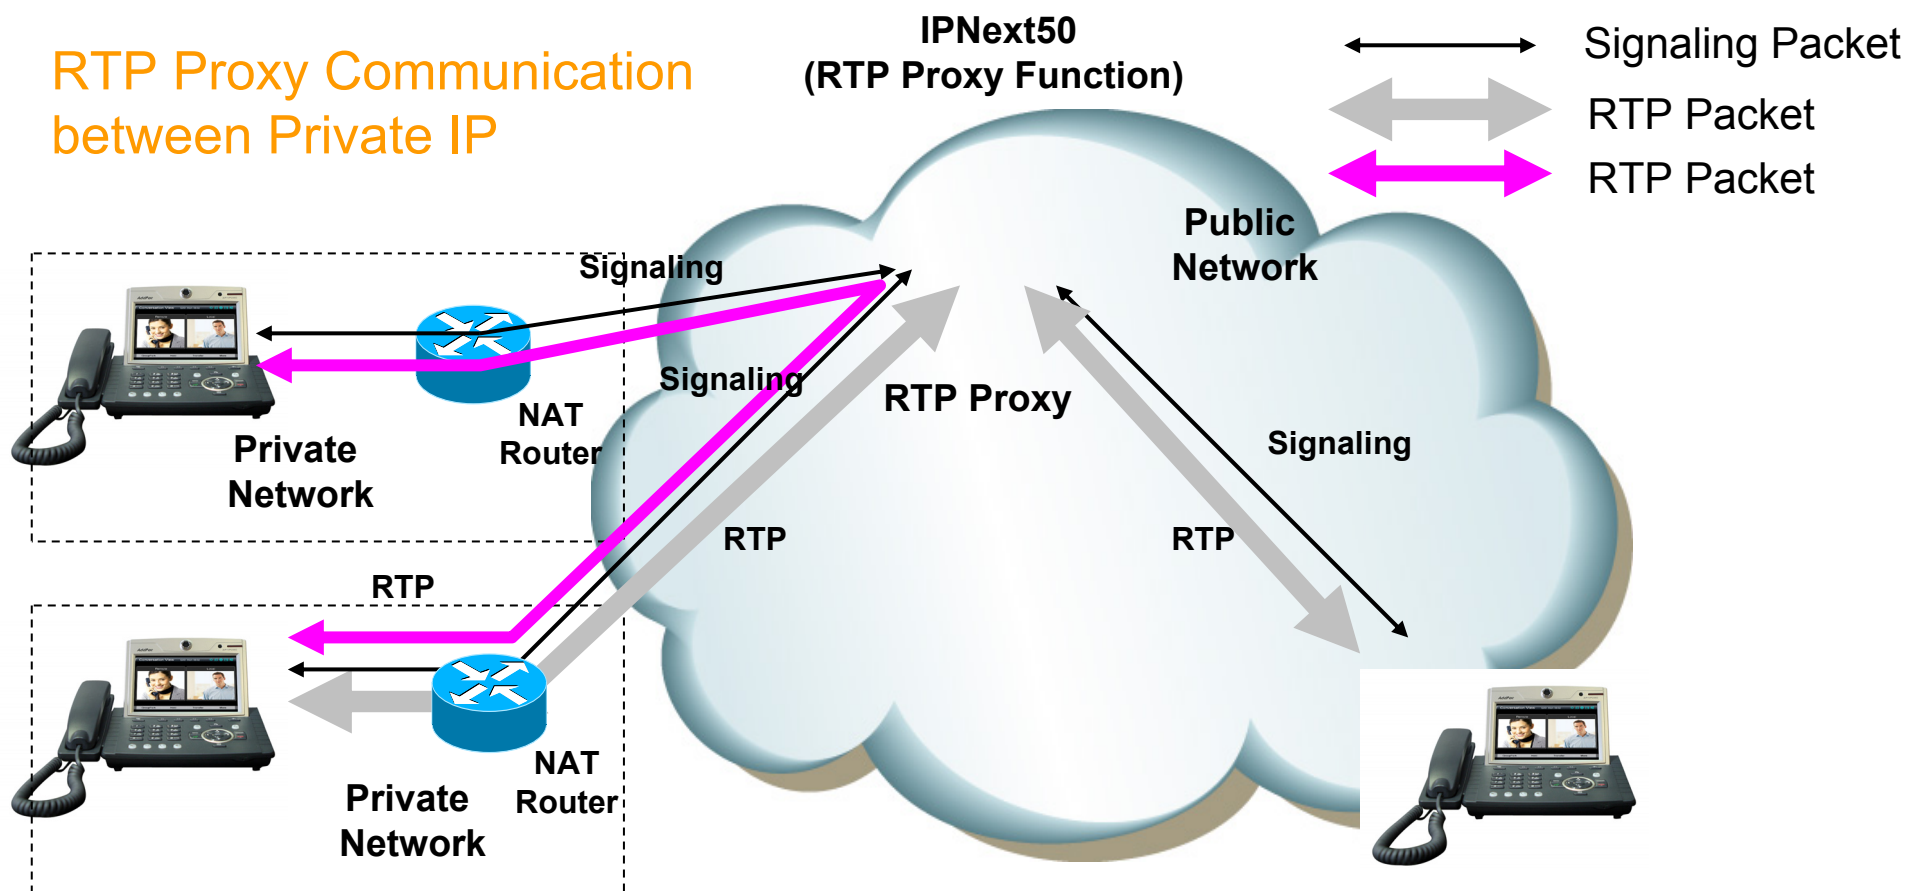 RTP Proxy Communication
between Private IP
IPNext50
(RTP Proxy Function)
Signaling Packet
RTP Packet
RTP Packet
Public
Network
Signaling
Signaling
RTP Proxy
NAT
Router
Private
Network
Signaling
RTP
RTP
RTP
NAT
Router
Private
Network